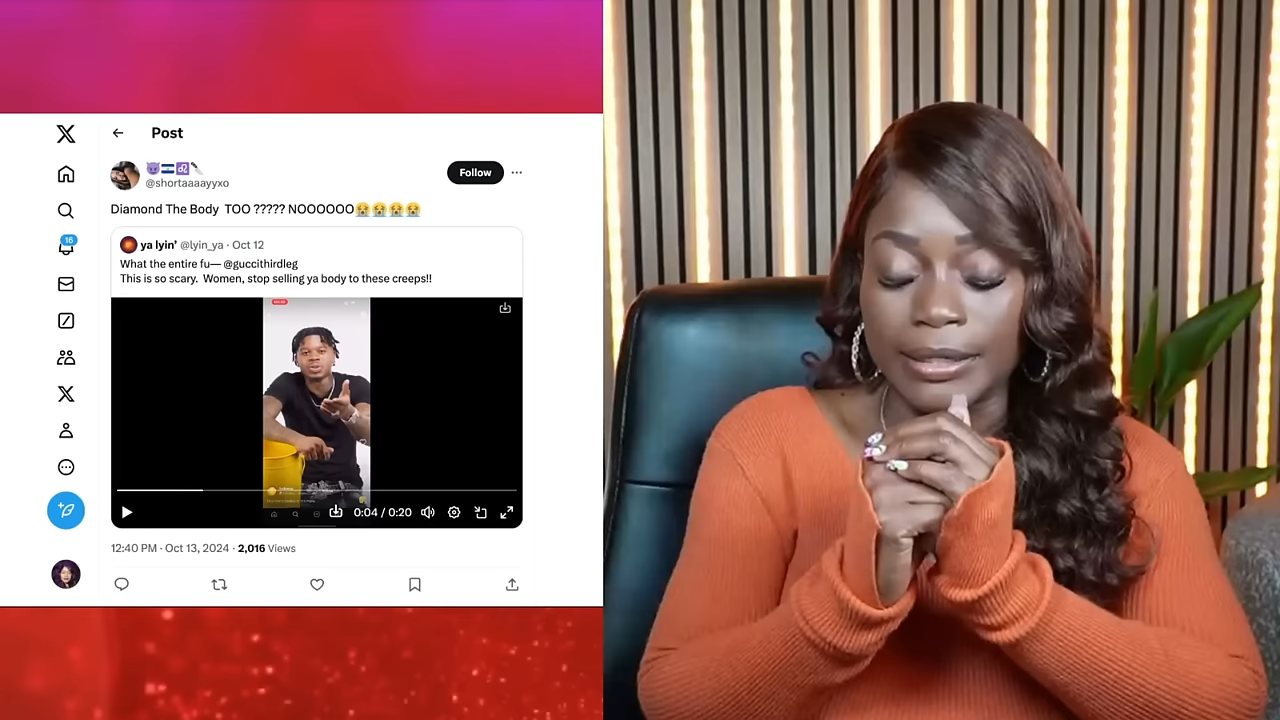 Post
@shortaaaayyxo
Follow
Diamond The Body TOO ????? NOOOOOO😭😭😭😭
ya lyin’ @lyin_ya · Oct 12
What the entire fu— @guccithirdleg
This is so scary. Women, stop selling ya body to these creeps!!
16
0:04 / 0:20
12:40 PM · Oct 13, 2024 · 2,016 Views